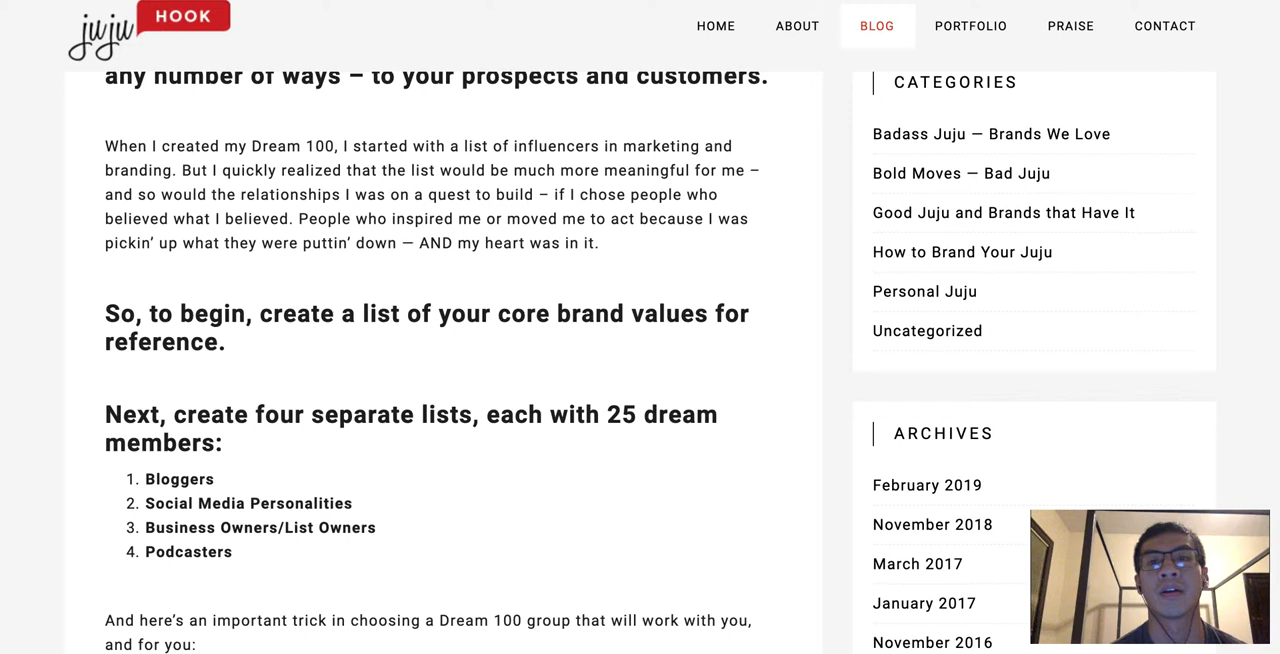 juju
HOOK
HOME
ABOUT
BLOG
PORTFOLIO
PRAISE
CONTACT
any number of ways – to your prospects and customers.
When I created my Dream 100, I started with a list of influencers in marketing and
branding. But I quickly realized that the list would be much more meaningful for me –
and so would the relationships I was on a quest to build – if I chose people who
believed what I believed. People who inspired me or moved me to act because I was
pickin’ up what they were puttin’ down — AND my heart was in it.
So, to begin, create a list of your core brand values for
reference.
Next, create four separate lists, each with 25 dream
members:
1. Bloggers
2. Social Media Personalities
3. Business Owners/List Owners
4. Podcasters
And here’s an important trick in choosing a Dream 100 group that will work with you,
and for you:
CATEGORIES
Badass Juju — Brands We Love
Bold Moves — Bad Juju
Good Juju and Brands that Have It
How to Brand Your Juju
Personal Juju
Uncategorized
ARCHIVES
February 2019
November 2018
March 2017
January 2017
November 2016